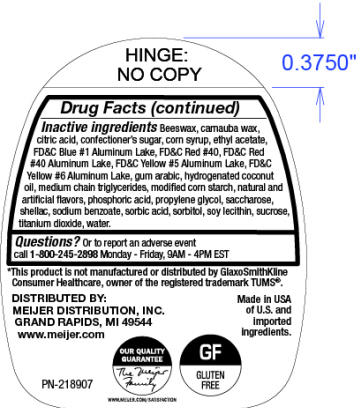 HINGE:
NO COPY
0.3750"
Drug Facts (continued)
Inactive ingredients Beeswax, carnauba wax,
citric acid, confectioner's sugar, corn syrup, ethyl acetate,
FD&C Blue #1 Aluminum Lake, FD&C Red #40, FD&C Red
#40 Aluminum Lake, FD&C Yellow #5 Aluminum Lake, FD&C
Yellow #6 Aluminum Lake, gum arabic, hydrogenated coconut
oil, medium chain triglycerides, modified corn starch, natural and
artificial flavors, phosphoric acid, propylene glycol, saccharose,
shellac, sodium benzoate, sorbic acid, sorbitol, soy lecithin, sucrose,
titanium dioxide, water.
Questions? Or to report an adverse event
call 1-800-245-2898 Monday - Friday, 9AM - 4PM EST
*This product is not manufactured or distributed by GlaxoSmithKline
Consumer Healthcare, owner of the registered trademark TUMS®.
DISTRIBUTED BY:
MEIJER DISTRIBUTION, INC.
GRAND RAPIDS, MI 49544
www.meijer.com
Made in USA
of U.S. and
imported
ingredients.
OUR QUALITY
GUARANTEE
The Meijer
Family
WWW.MEIJER.COM/SATISFACTION
GF
GLUTEN
FREE
PN-218907